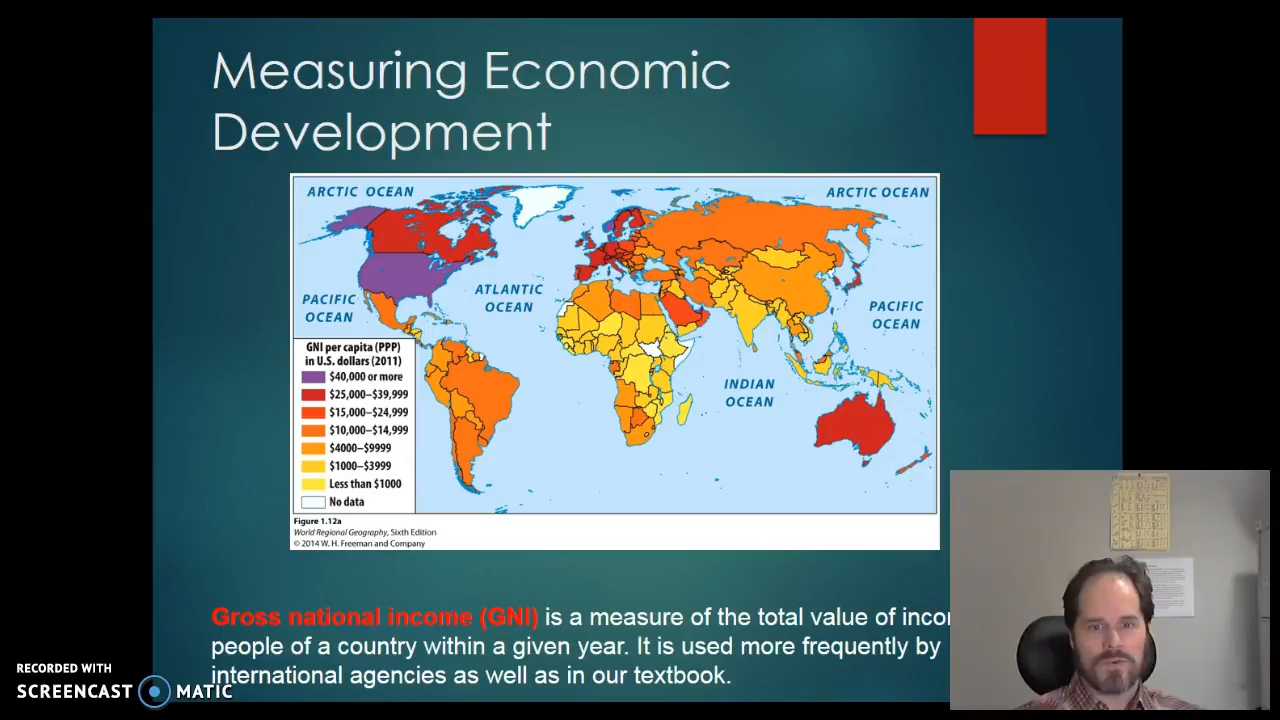 Measuring Economic
Development
ARCTIC OCEAN
ARCTIC OCEAN
ATLANTIC
OCEAN
PACIFIC
OCEAN
PACIFIC
OCEAN
INDIAN
OCEAN
GNI per capita (PPP)
in U.S. dollars (2011)
$40,000 or more
$25,000–$39,999
$15,000–$24,999
$10,000–$14,999
$4000–$9999
$1000–$3999
Less than $1000
No data
Figure 1.12a
World Regional Geography, Sixth Edition
© 2014 W. H. Freeman and Company
Gross national income (GNI) is a measure of the total value of
people of a country within a given year. It is used more frequently by
international agencies as well as in our textbook.
RECORDED WITH
SCREENCAST MATIC